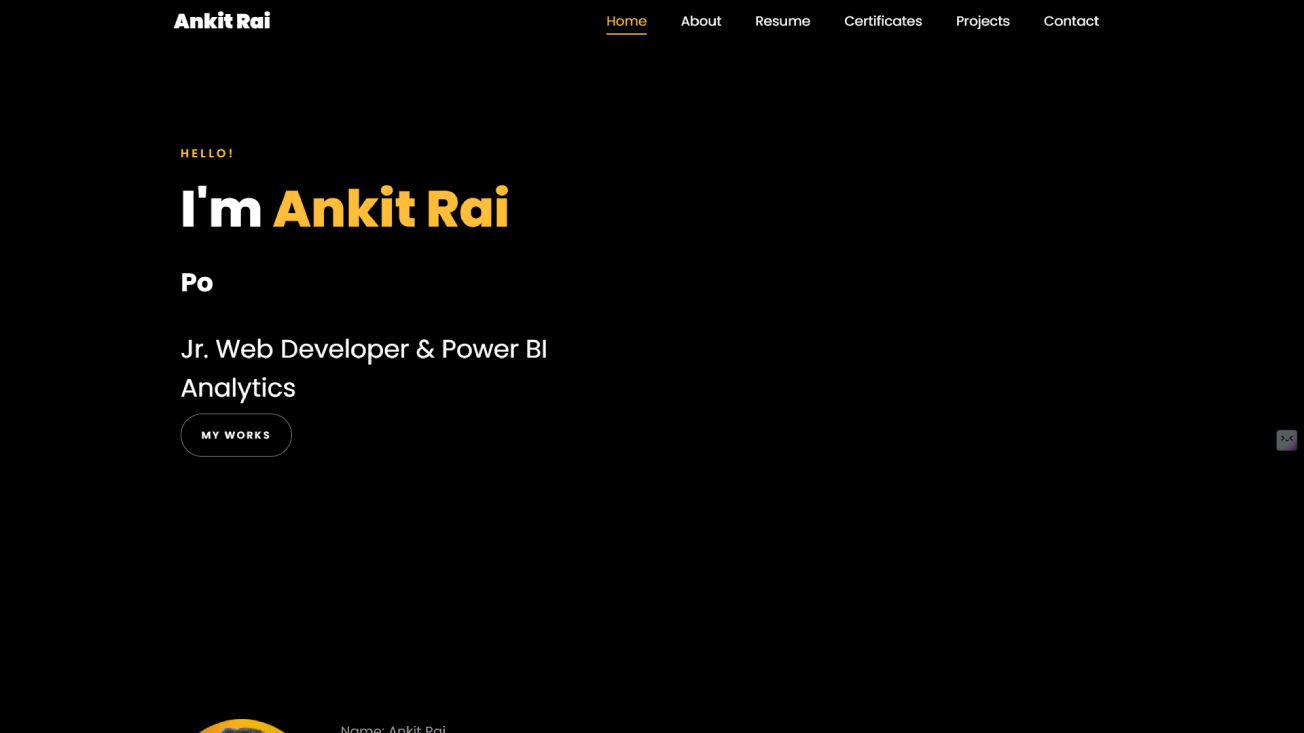 Ankit Rai
Home About Resume Certificates Projects Contact
HELLO!
I'm Ankit Rai
Po
Jr. Web Developer & Power BI
Analytics
MY WORKS
Name: Ankit Rai